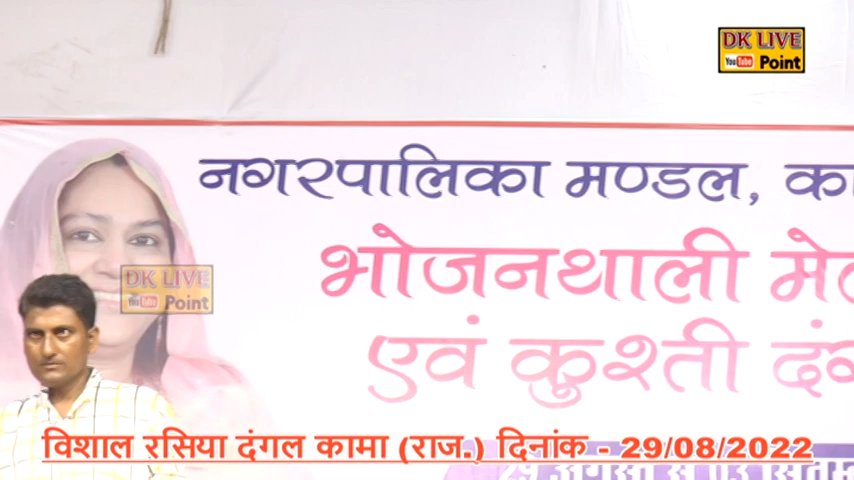 DK LIVE
YouTube Point
नगरपालिका मण्डल,
भोजनथाली
एवं कुश्ती
DK LIVE
YouTube Point
विशाल रसिया दंगल कामा (राज.) दिनांक - 29/08/2022